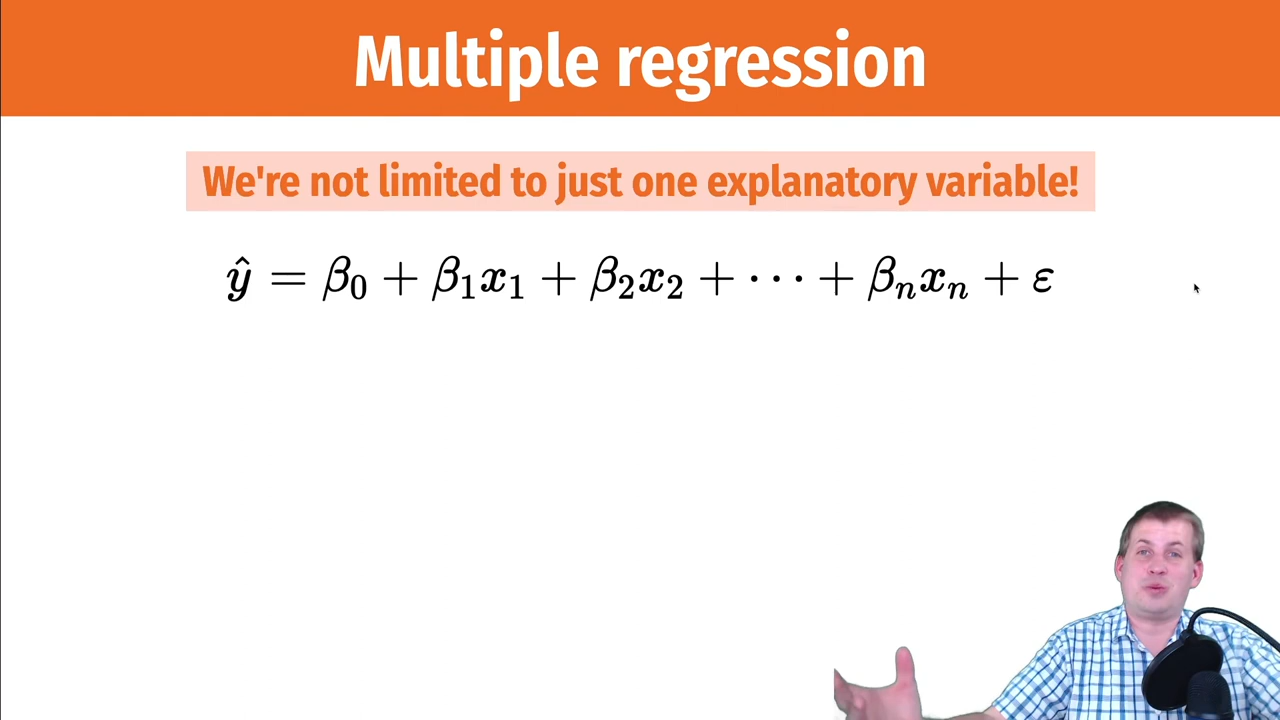 Multiple regression
We're not limited to just one explanatory variable!
ŷ = β₀ + β₁x₁ + β₂x₂ + ⋯ + βₙxₙ + ε